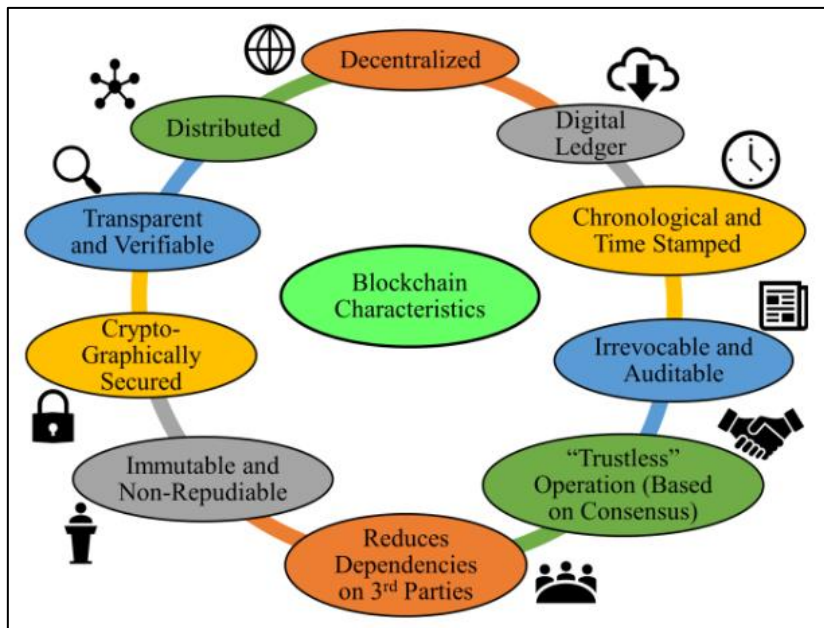 Decentralized
Digital
Ledger
Chronological and
Time Stamped
Irrevocable and
Auditable
“Trustless”
Operation (Based
on Consensus)
Reduces
Dependencies
on 3rd Parties
Immutable and
Non-Repudiable
Crypto-
Graphically
Secured
Transparent
and Verifiable
Distributed
Blockchain
Characteristics